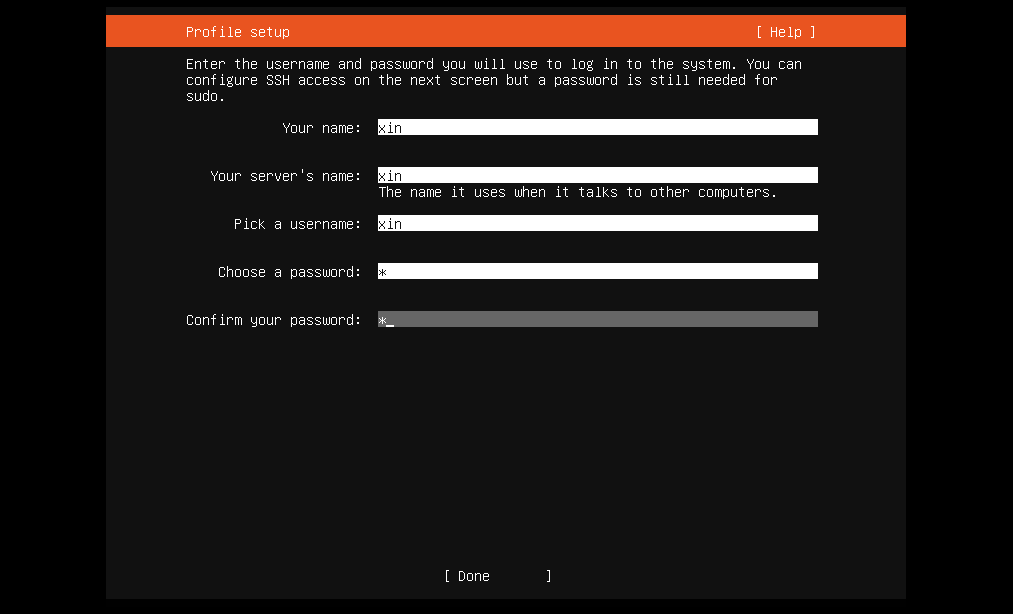 Profile setup [ Help ]
Enter the username and password you will use to log in to the system. You can
configure SSH access on the next screen but a password is still needed for
sudo.
Your name: xin
Your server's name: xin
The name it uses when it talks to other computers.
Pick a username: xin
Choose a password: *
Confirm your password: *_
[ Done ]